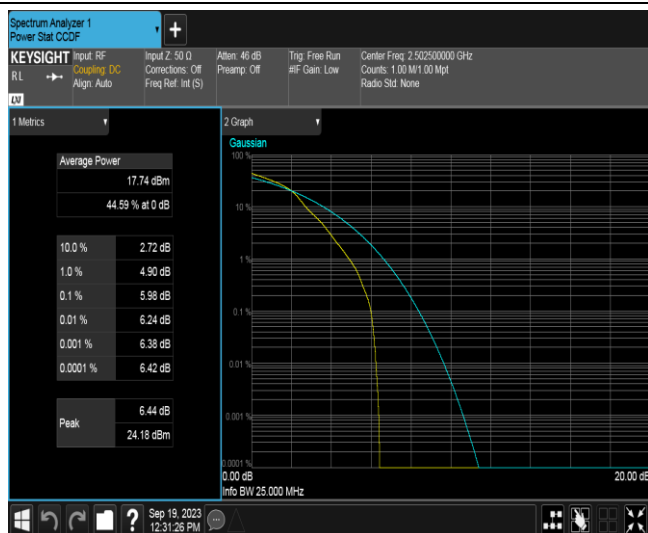 Spectrum Analyzer 1
Power Stat CCDF
+
KEYSIGHT
RL
LXI
Input: RF
Coupling: DC
Align: Auto
Input Z: 50 Ω
Corrections: Off
Freq Ref: Int (S)
Atten: 46 dB
Preamp: Off
Trig: Free Run
#IF Gain: Low
Center Freq: 2.502500000 GHz
Counts: 1.00 M/1.00 Mpt
Radio Std: None
1 Metrics
Average Power
17.74 dBm
44.59 % at 0 dB
10.0 % 2.72 dB
1.0 % 4.90 dB
0.1 % 5.98 dB
0.01 % 6.24 dB
0.001 % 6.38 dB
0.0001 % 6.42 dB
Peak
6.44 dB
24.18 dBm
2 Graph
Gaussian
100 %
10 %
1 %
0.1 %
0.01 %
0.001 %
0.0001 %
0.00 dB
20.00 dB
Info BW 25.000 MHz
?
Sep 19, 2023
12:31:26 PM